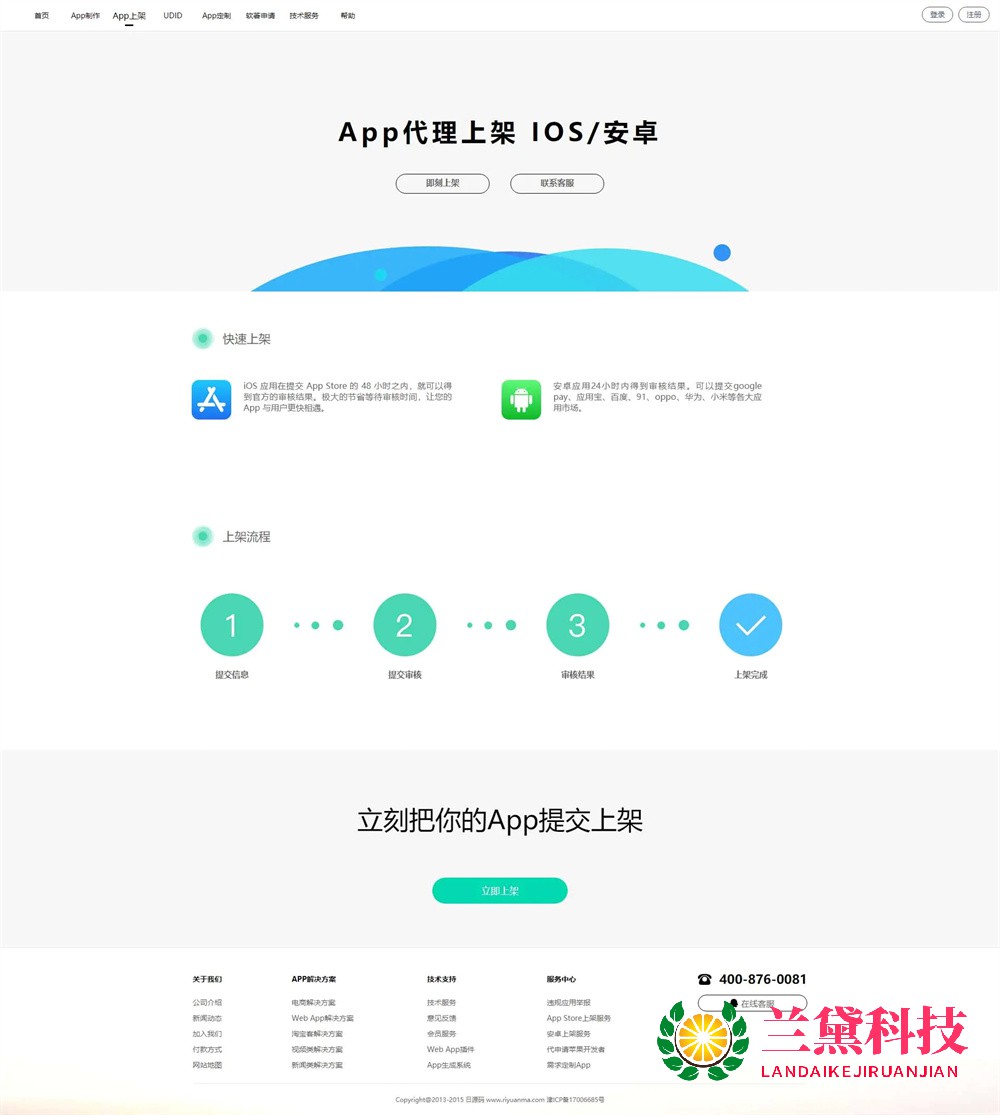 首页 App制作 App上架 UDID App定制 软著申请 技术服务 帮助 登录 注册
App代理上架 IOS/安卓
即刻上架 联系客服
快速上架
iOS 应用在提交 App Store 的 48 小时之内，就可以得
到官方的审核结果。极大的节省等待审核时间，让您的
App 与用户更快相遇。
安卓应用24小时内得到审核结果。可以提交google
pay、应用宝、百度、91、oppo、华为、小米等各大应
用市场。
上架流程
1 2 3
提交信息 提交审核 审核结果 上架完成
立刻把你的App提交上架
立即上架
关于我们 APP解决方案 技术支持 服务中心 400-876-0081
公司介绍 电商解决方案 技术服务 违规应用举报 在线客服
新闻动态 Web App解决方案 意见反馈 App Store上架服务
加入我们 淘宝客解决方案 会员服务 安卓上架服务
付款方式 视频类解决方案 Web App插件 代申请苹果开发者
网站地图 新闻类解决方案 App生成系统 需求定制App
兰黛科技
LANDAIKEJIRUANJIAN
Copyright@2013-2015 日源码 www.riyuanma.com 津ICP备17006685号